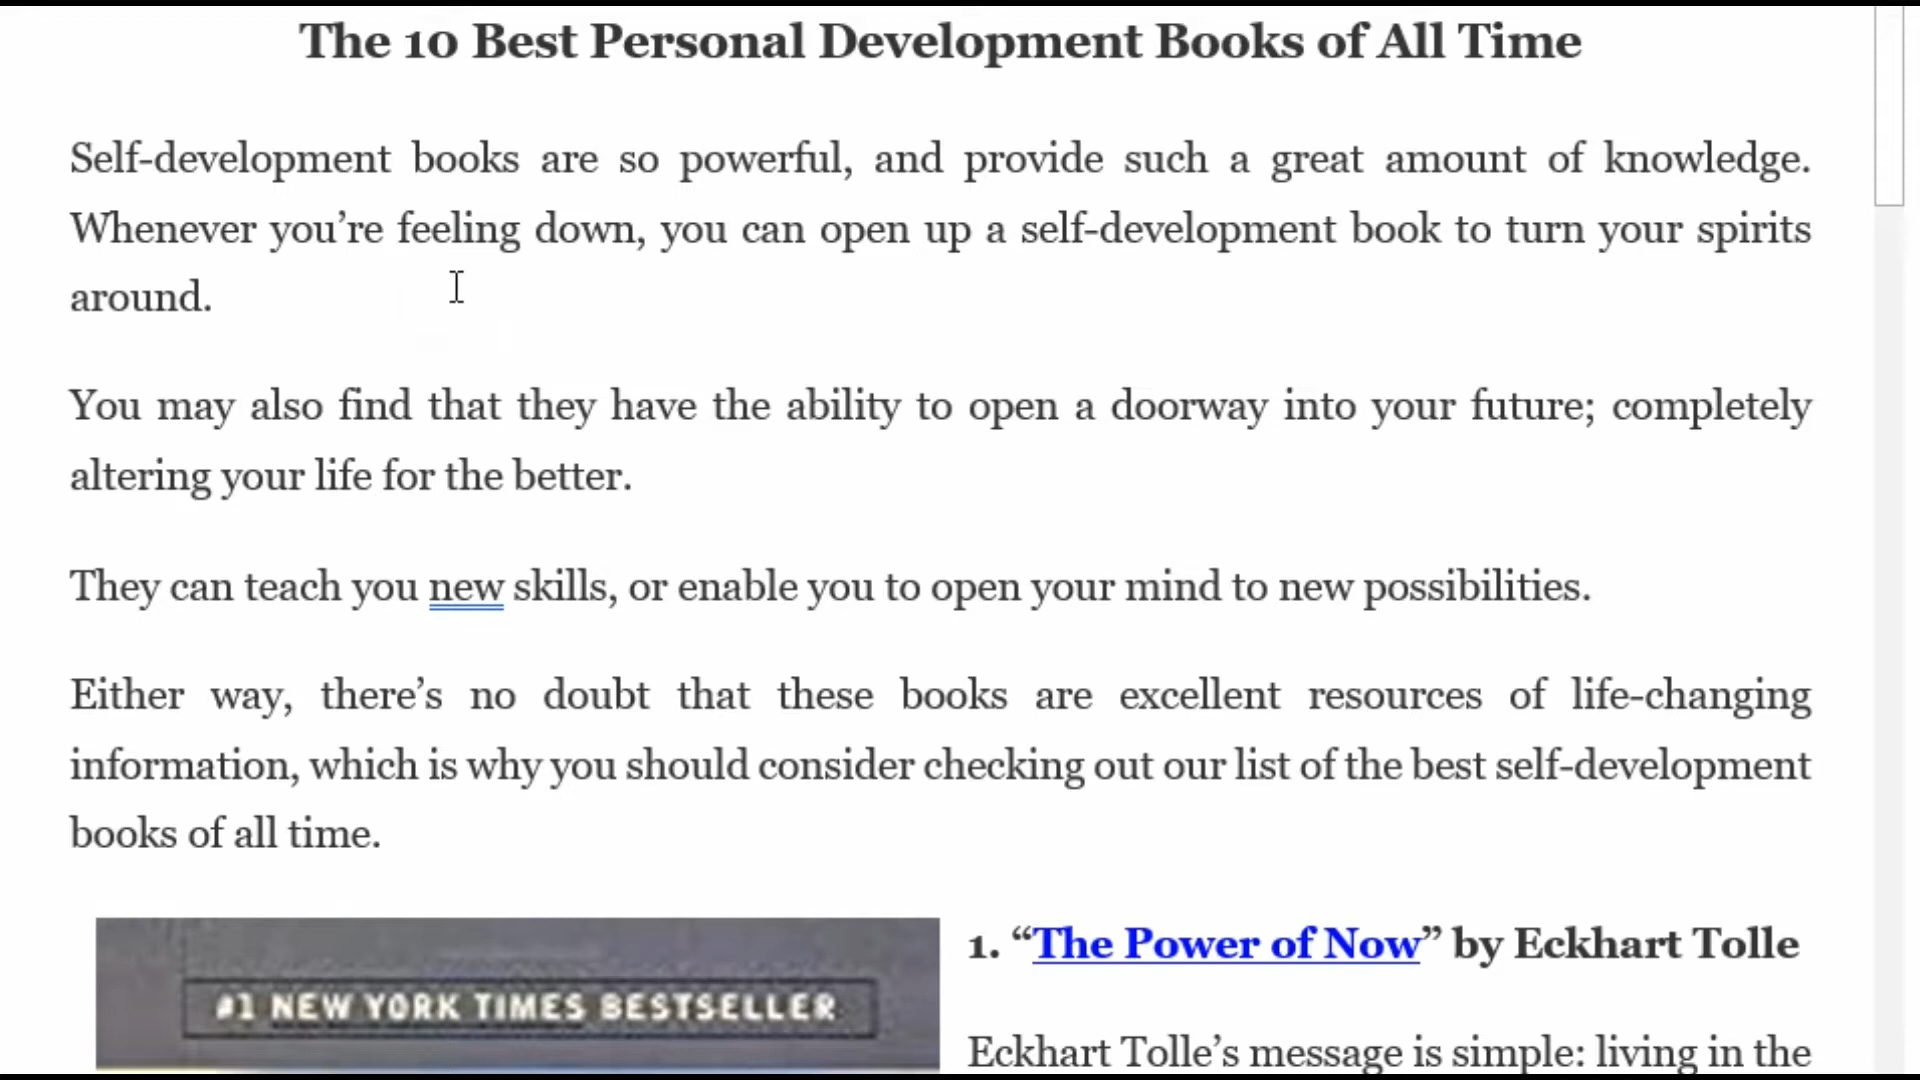 The 10 Best Personal Development Books of All Time
Self-development books are so powerful, and provide such a great amount of knowledge.
Whenever you’re feeling down, you can open up a self-development book to turn your spirits
around.
You may also find that they have the ability to open a doorway into your future; completely
altering your life for the better.
They can teach you new skills, or enable you to open your mind to new possibilities.
Either way, there’s no doubt that these books are excellent resources of life-changing
information, which is why you should consider checking out our list of the best self-development
books of all time.
#1 NEW YORK TIMES BESTSELLER
1. “The Power of Now” by Eckhart Tolle
Eckhart Tolle’s message is simple: living in the